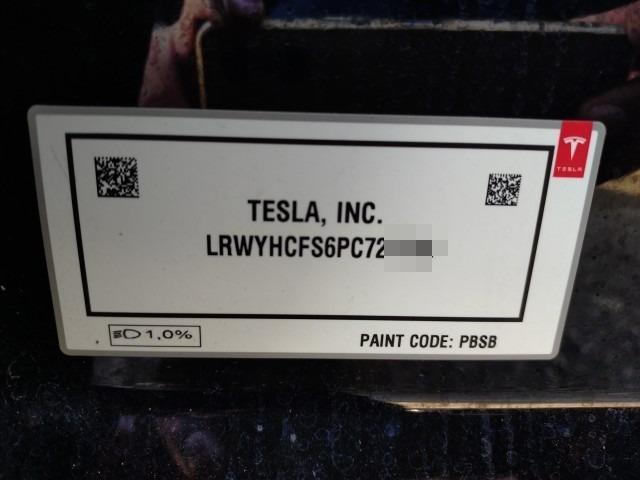 TESLA
TESLA, INC.
LRWYHCFS6PC72
1.0%
PAINT CODE: PBSB